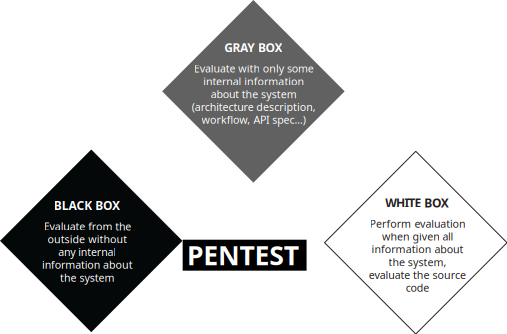 GRAY BOX
Evaluate with only some
internal information
about the system
(architecture description,
workflow, API spec...)
BLACK BOX
Evaluate from the
outside without
any internal
information about
the system
PENTEST
WHITE BOX
Perform evaluation
when given all
information about
the system,
evaluate the source
code